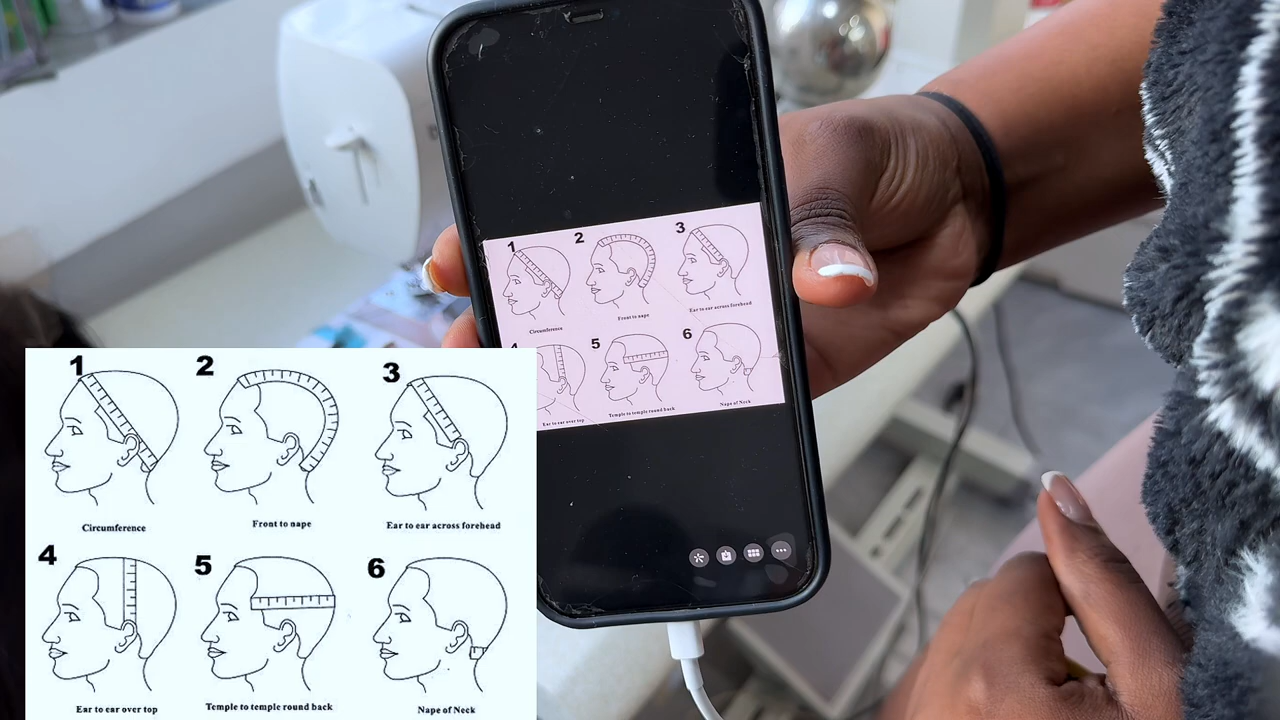 1 2 3
Circumference Front to nape Ear to ear across forehead
4 5 6
Ear to ear over top Temple to temple round back Nape of Neck
1 2 3
Circumference Front to nape Ear to ear across forehead
4 5 6
Ear to ear over top Temple to temple round back Nape of Neck